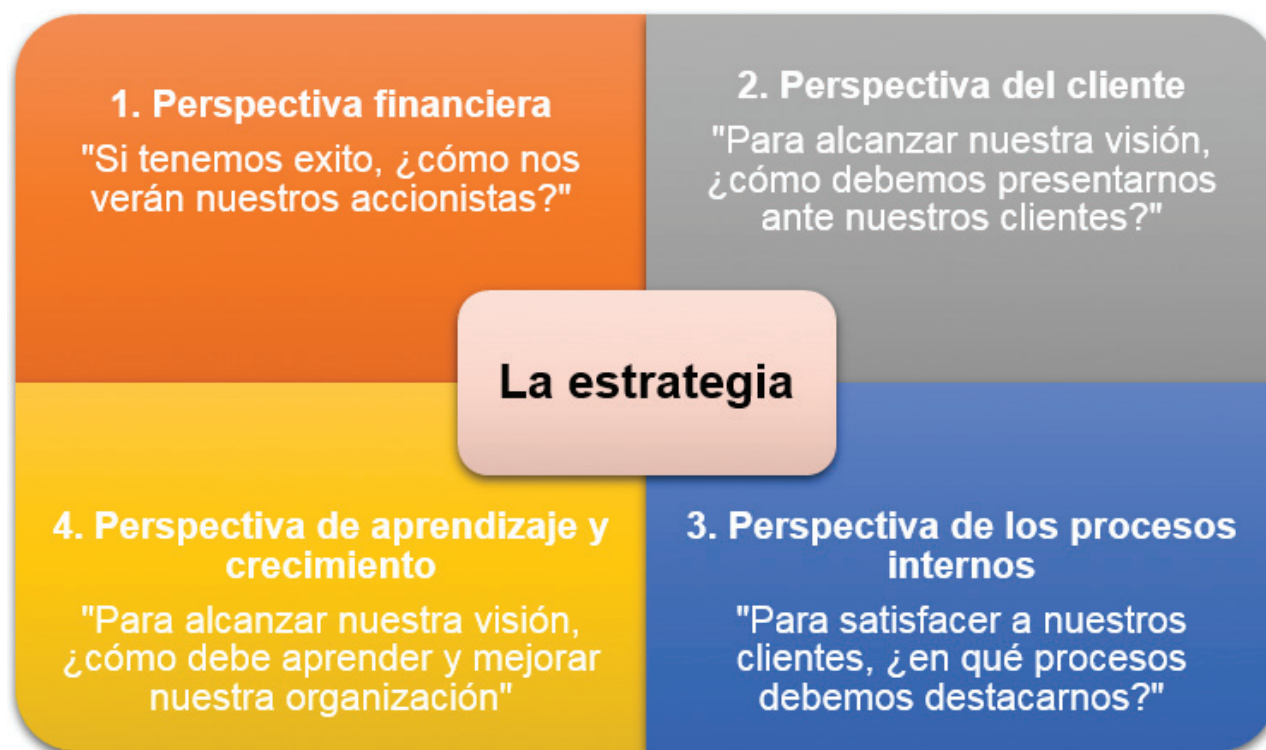 1. Perspectiva financiera
"Si tenemos exito, ¿cómo nos
verán nuestros accionistas?"
2. Perspectiva del cliente
"Para alcanzar nuestra visión,
¿cómo debemos presentarnos
ante nuestros clientes?"
La estrategia
4. Perspectiva de aprendizaje y
crecimiento
"Para alcanzar nuestra visión,
¿cómo debe aprender y mejorar
nuestra organización"
3. Perspectiva de los procesos
internos
"Para satisfacer a nuestros
clientes, ¿en qué procesos
debemos destacarnos?"